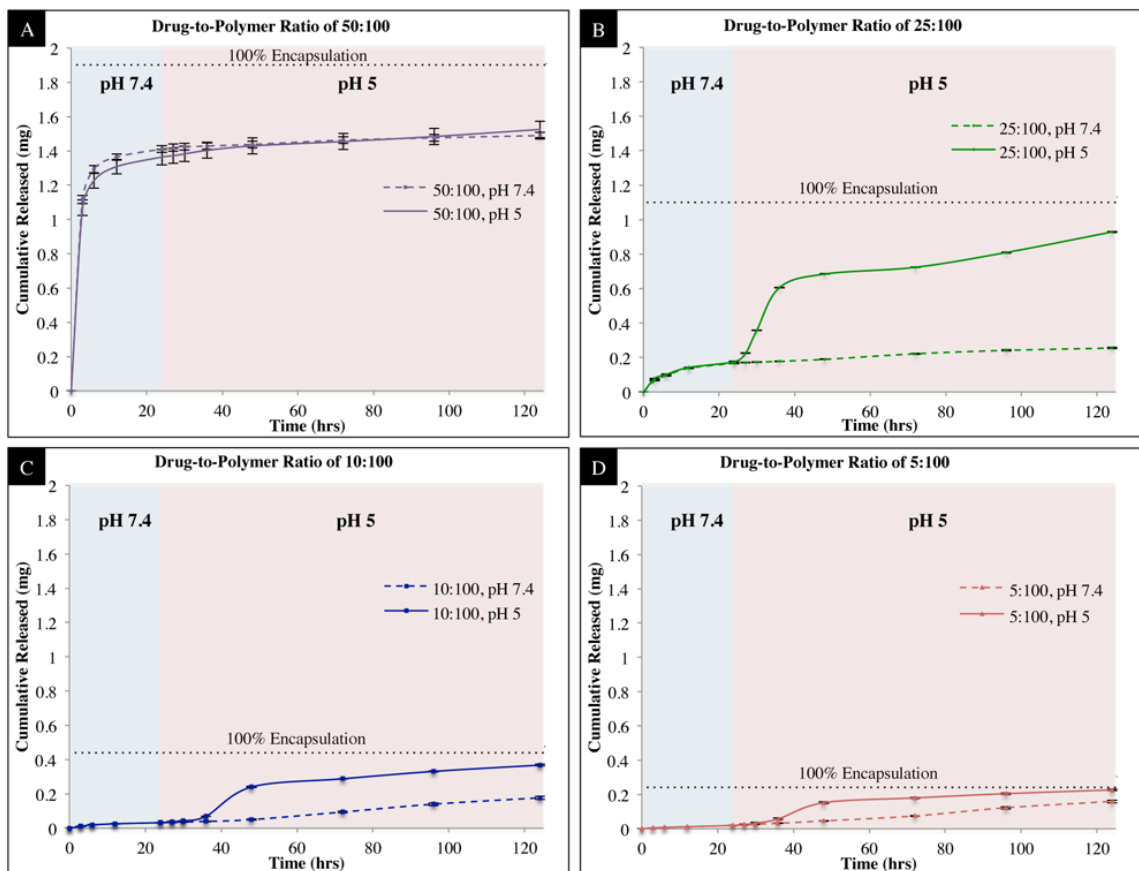 A
Drug-to-Polymer Ratio of 50:100
2
1.8
1.6
1.4
1.2
1
0.8
0.6
0.4
0.2
0
Cumulative Released (mg)
100% Encapsulation
pH 7.4
pH 5
50:100, pH 7.4
50:100, pH 5
0 20 40 60 80 100 120
Time (hrs)
B
Drug-to-Polymer Ratio of 25:100
2
1.8
1.6
1.4
1.2
1
0.8
0.6
0.4
0.2
0
Cumulative Released (mg)
pH 7.4
pH 5
25:100, pH 7.4
25:100, pH 5
100% Encapsulation
0 20 40 60 80 100 120
Time (hrs)
C
Drug-to-Polymer Ratio of 10:100
2
1.8
1.6
1.4
1.2
1
0.8
0.6
0.4
0.2
0
Cumulative Released (mg)
pH 7.4
pH 5
10:100, pH 7.4
10:100, pH 5
100% Encapsulation
0 20 40 60 80 100 120
Time (hrs)
D
Drug-to-Polymer Ratio of 5:100
2
1.8
1.6
1.4
1.2
1
0.8
0.6
0.4
0.2
0
Cumulative Released (mg)
pH 7.4
pH 5
5:100, pH 7.4
5:100, pH 5
100% Encapsulation
0 20 40 60 80 100 120
Time (hrs)